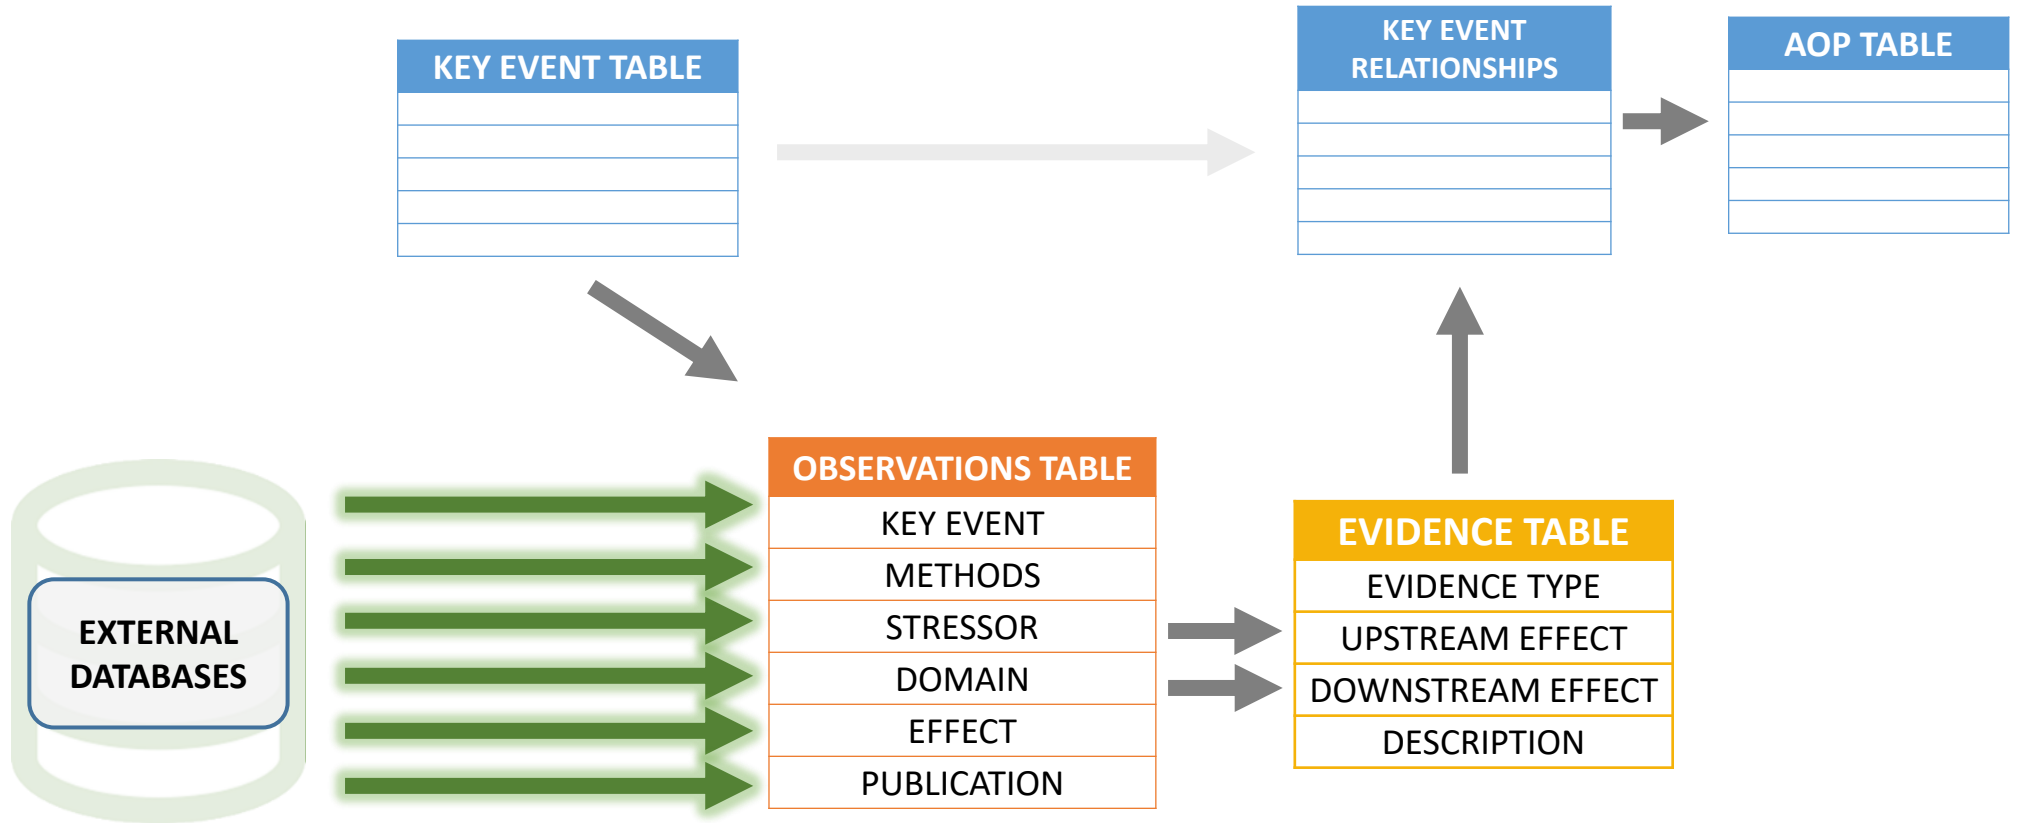 KEY EVENT TABLE
KEY EVENT
RELATIONSHIPS
AOP TABLE
EXTERNAL
DATABASES
OBSERVATIONS TABLE
KEY EVENT
METHODS
STRESSOR
DOMAIN
EFFECT
PUBLICATION
EVIDENCE TABLE
EVIDENCE TYPE
UPSTREAM EFFECT
DOWNSTREAM EFFECT
DESCRIPTION